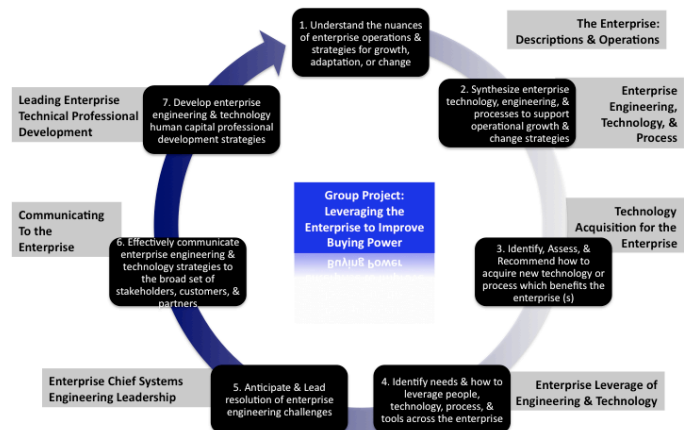 1. Understand the nuances
of enterprise operations &
strategies for growth,
adaptation, or change
The Enterprise:
Descriptions & Operations
2. Synthesize enterprise
technology, engineering, &
processes to support
operational growth &
change strategies
Enterprise
Engineering,
Technology, &
Process
Technology
Acquisition for the
Enterprise
3. Identify, Assess, &
Recommend how to
acquire new technology or
process which benefits the
enterprise (s)
4. Identify needs & how to
leverage people,
technology, process, &
tools across the enterprise
Enterprise Leverage of
Engineering & Technology
5. Anticipate & Lead
resolution of enterprise
engineering challenges
Enterprise Chief Systems
Engineering Leadership
Communicating
To the
Enterprise
6. Effectively communicate
enterprise engineering &
technology strategies to
the broad set of
stakeholders, customers, &
partners
Leading Enterprise
Technical Professional
Development
7. Develop enterprise
engineering & technology
human capital professional
development strategies
Group Project:
Leveraging the
Enterprise to Improve
Buying Power